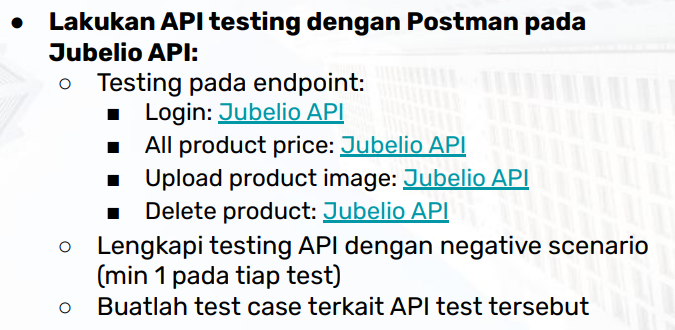 ● Lakukan API testing dengan Postman pada
Jubelio API:
○ Testing pada endpoint:
■ Login: Jubelio API
■ All product price: Jubelio API
■ Upload product image: Jubelio API
■ Delete product: Jubelio API
○ Lengkapi testing API dengan negative scenario
(min 1 pada tiap test)
○ Buatlah test case terkait API test tersebut